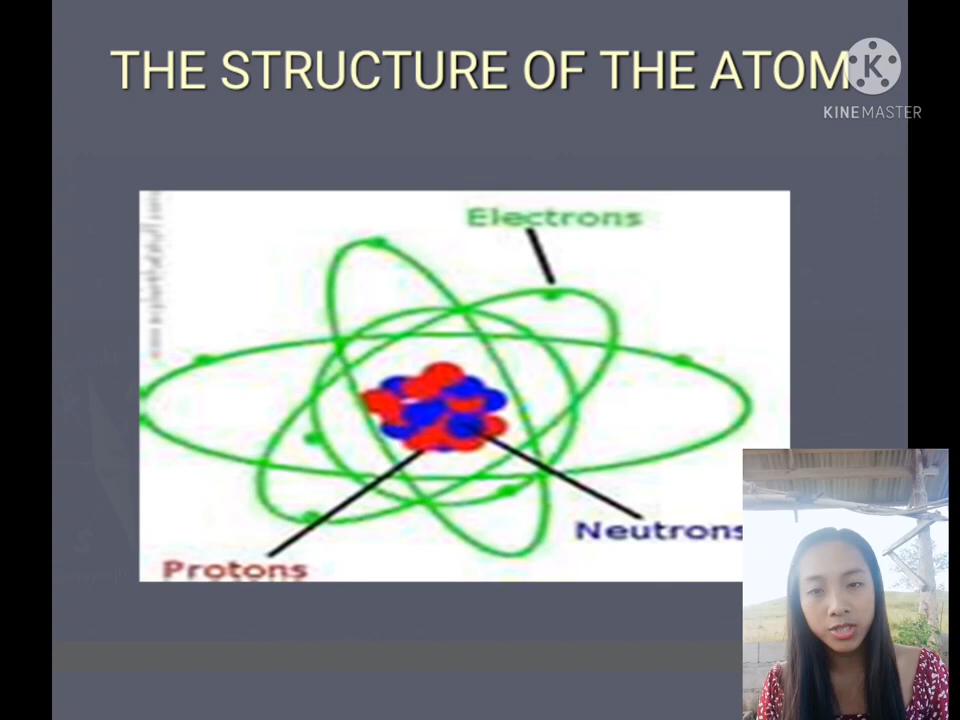 THE STRUCTURE OF THE ATOM
K
KINEMASTER
Electrons
Neutrons
Protons